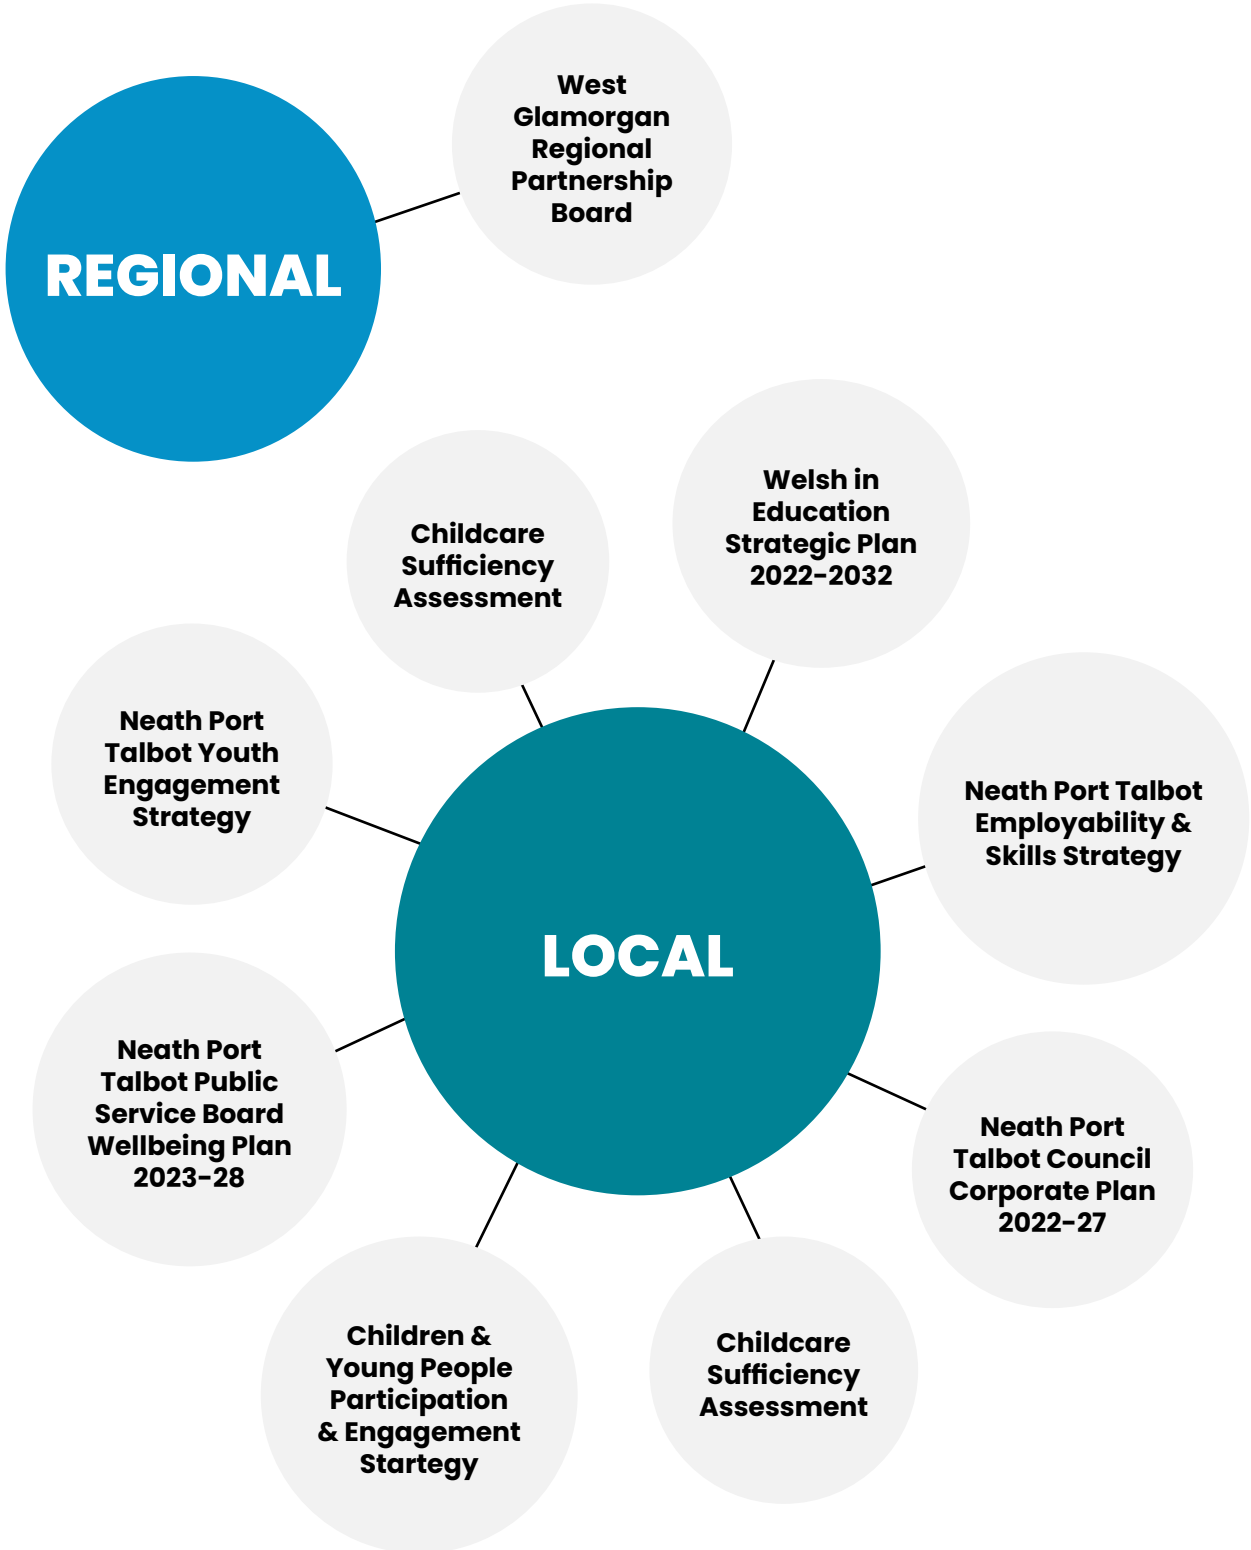 West
Glamorgan
Regional
Partnership
Board
REGIONAL
Welsh in
Education
Strategic Plan
2022-2032
Childcare
Sufficiency
Assessment
Neath Port
Talbot Youth
Engagement
Strategy
Neath Port Talbot
Employability &
Skills Strategy
LOCAL
Neath Port
Talbot Public
Service Board
Wellbeing Plan
2023-28
Neath Port
Talbot Council
Corporate Plan
2022-27
Children &
Young People
Participation
& Engagement
Startegy
Childcare
Sufficiency
Assessment